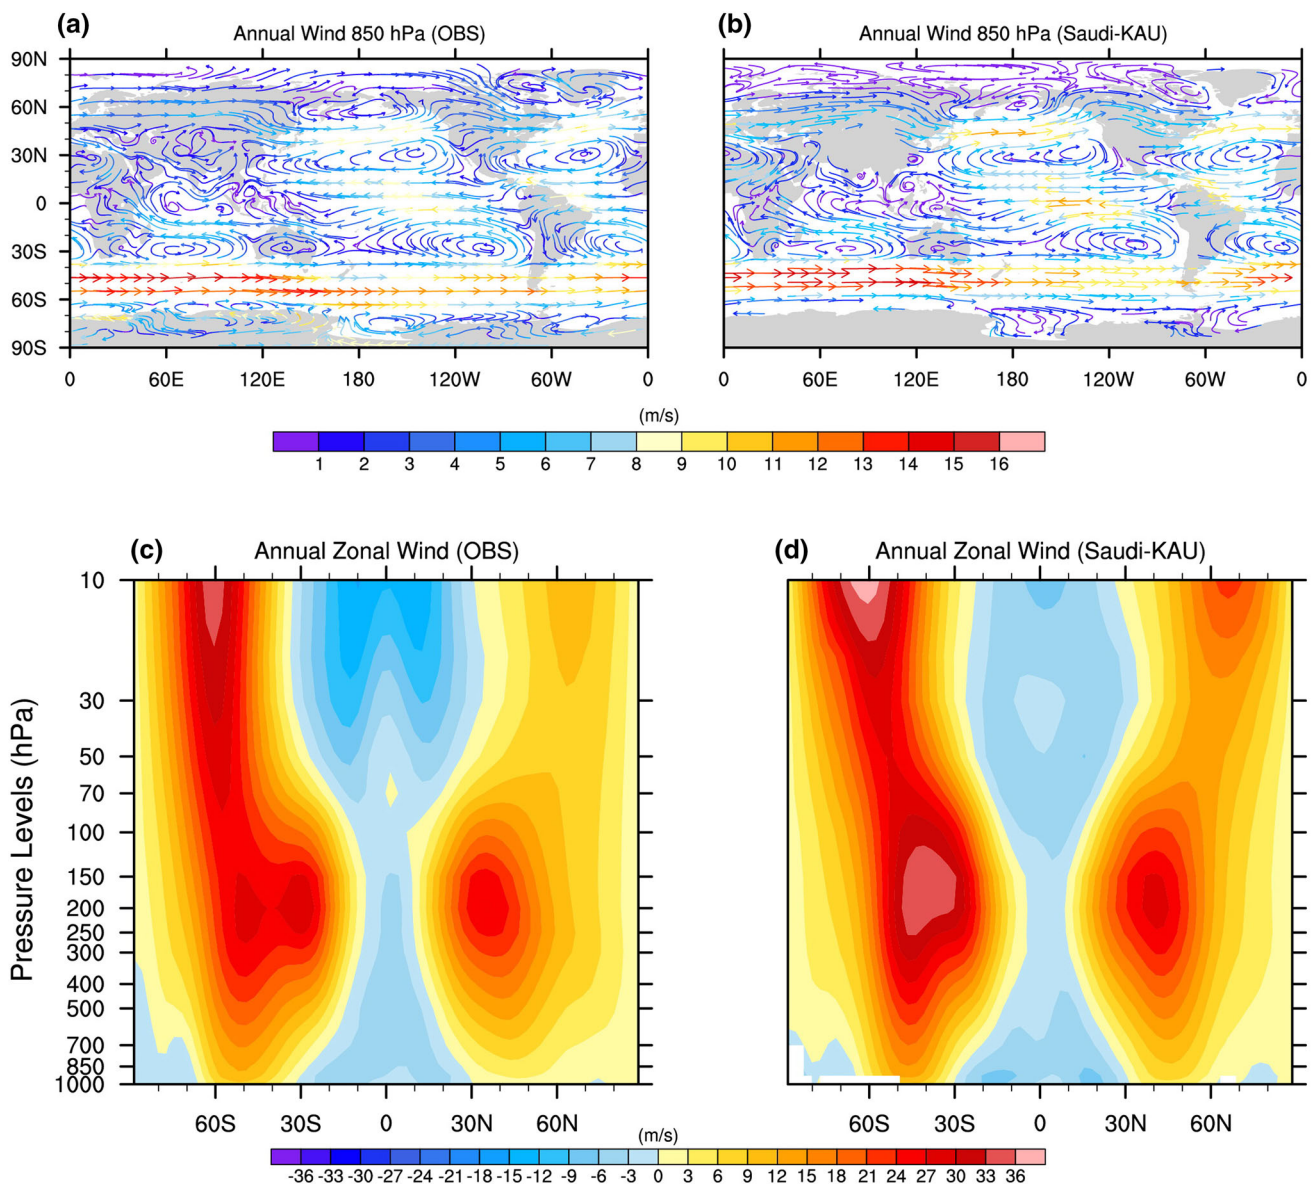 (a) Annual Wind 850 hPa (OBS)
(b) Annual Wind 850 hPa (Saudi-KAU)
90N
60N
30N
0
30S
60S
90S
0 60E 120E 180 120W 60W 0
0 60E 120E 180 120W 60W 0
(m/s)
1 2 3 4 5 6 7 8 9 10 11 12 13 14 15 16
(c) Annual Zonal Wind (OBS)
(d) Annual Zonal Wind (Saudi-KAU)
Pressure Levels (hPa)
10
30
50
70
100
150
200
250
300
400
500
700
850
1000
60S 30S 0 30N 60N
60S 30S 0 30N 60N
(m/s)
-36 -33 -30 -27 -24 -21 -18 -15 -12 -9 -6 -3 0 3 6 9 12 15 18 21 24 27 30 33 36